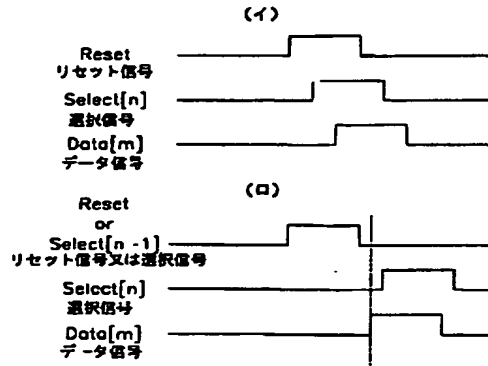 (イ)
Reset
リセット信号
Select[n]
選択信号
Data[m]
データ信号
(ロ)
Reset
or
Select[n -1]
リセット信号又は選択信号
Select[n]
選択信号
Data[m]
データ信号